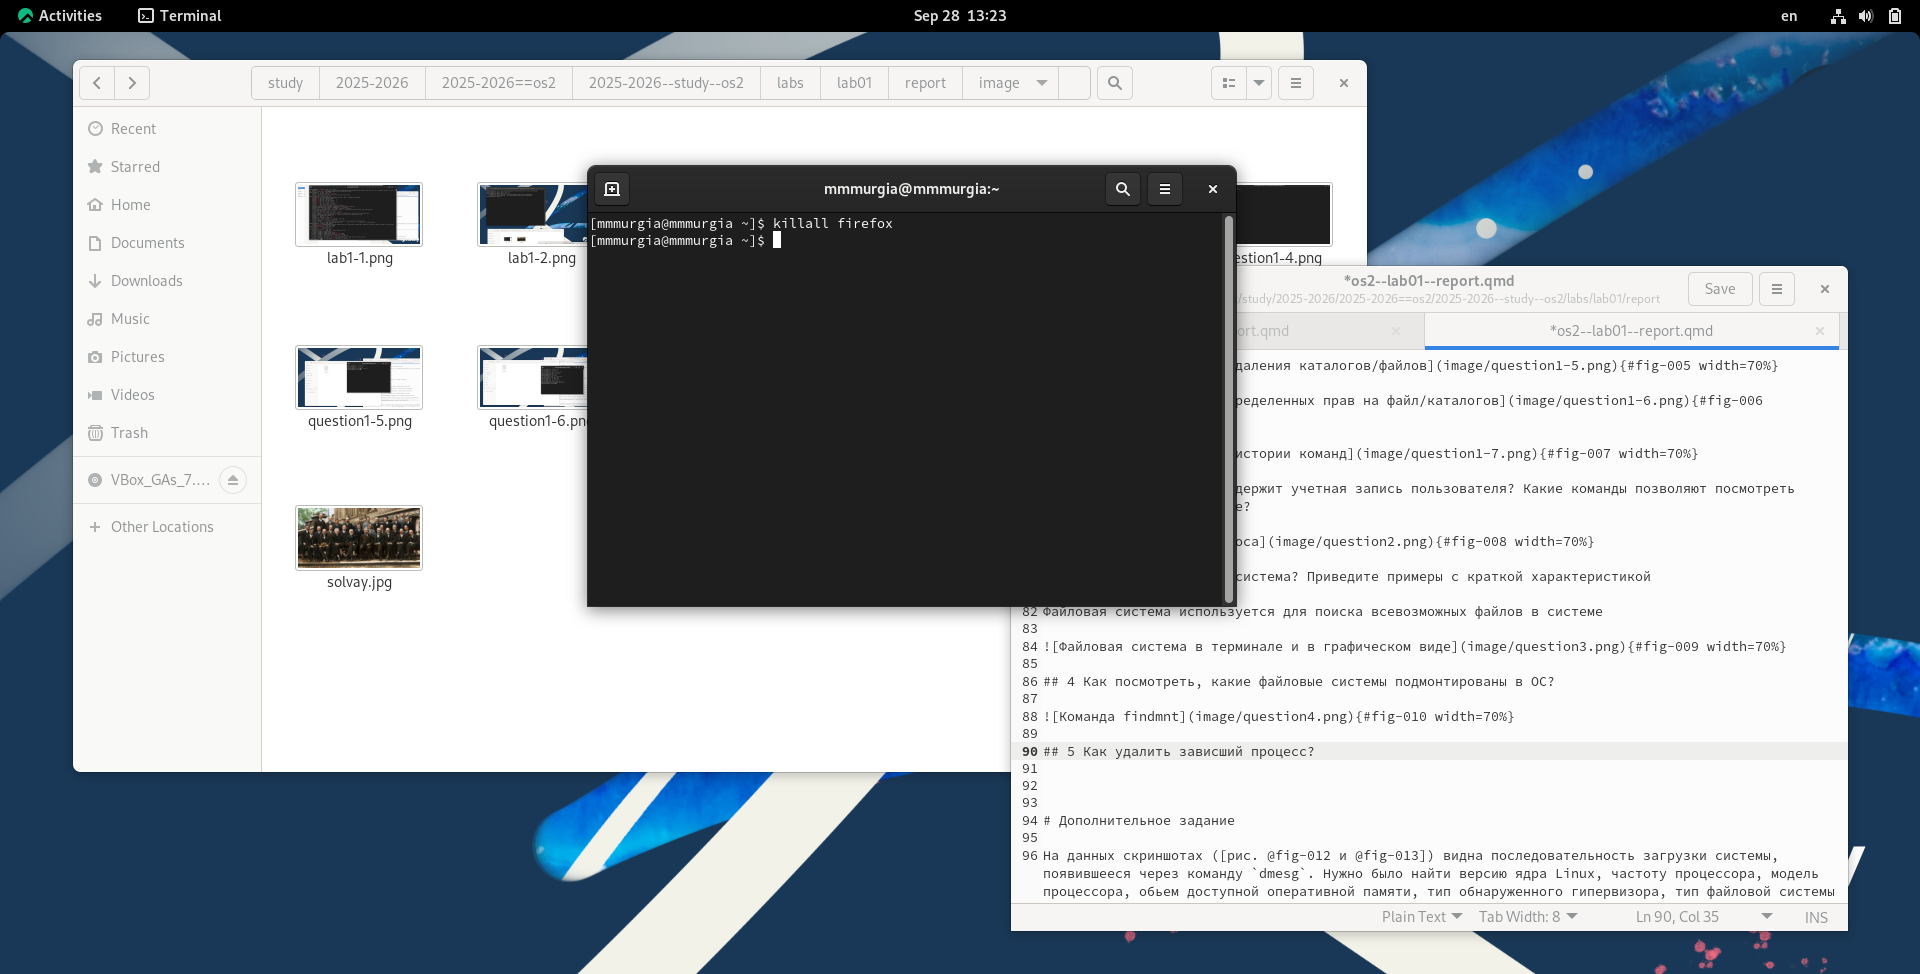 Activities
Terminal
Sep 28 13:23
en
study
2025-2026
2025-2026==os2
2025-2026--study--os2
labs
lab01
report
image
Recent
Starred
Home
Documents
Downloads
Music
Pictures
Videos
Trash
VBox_GAs_7....
Other Locations
lab1-1.png
lab1-2.png
estion1-4.png
question1-5.png
question1-6.pn
solvay.jpg
mmmurgia@mmmurgia:~
[mmmurgia@mmmurgia ~]$ killall firefox
[mmmurgia@mmmurgia ~]$
*os2--lab01--report.qmd
/study/2025-2026/2025-2026==os2/2025-2026--study--os2/labs/lab01/report
Save
ort.qmd
*os2--lab01--report.qmd
даления каталогов/файлов](image/question1-5.png){#fig-005 width=70%}
ределенных прав на файл/каталогов](image/question1-6.png){#fig-006
истории команд](image/question1-7.png){#fig-007 width=70%}
держит учетная запись пользователя? Какие команды позволяют посмотреть
е?
оса](image/question2.png){#fig-008 width=70%}
система? Приведите примеры с краткой характеристикой
82 Файловая система используется для поиска всевозможных файлов в системе
83
84 ![Файловая система в терминале и в графическом виде](image/question3.png){#fig-009 width=70%}
85
86 ## 4 Как посмотреть, какие файловые системы подмонтированы в ОС?
87
88 ![Команда findmnt](image/question4.png){#fig-010 width=70%}
89
90 ## 5 Как удалить зависший процесс?
91
92
93
94 # Дополнительное задание
95
96 На данных скриншотах ([рис. @fig-012 и @fig-013]) видна последовательность загрузки системы,
появившееся через команду `dmesg`. Нужно было найти версию ядра Linux, частоту процессора, модель
процессора, обьем доступной оперативной памяти, тип обнаруженного гипервизора, тип файловой системы
Plain Text
Tab Width: 8
Ln 90, Col 35
INS